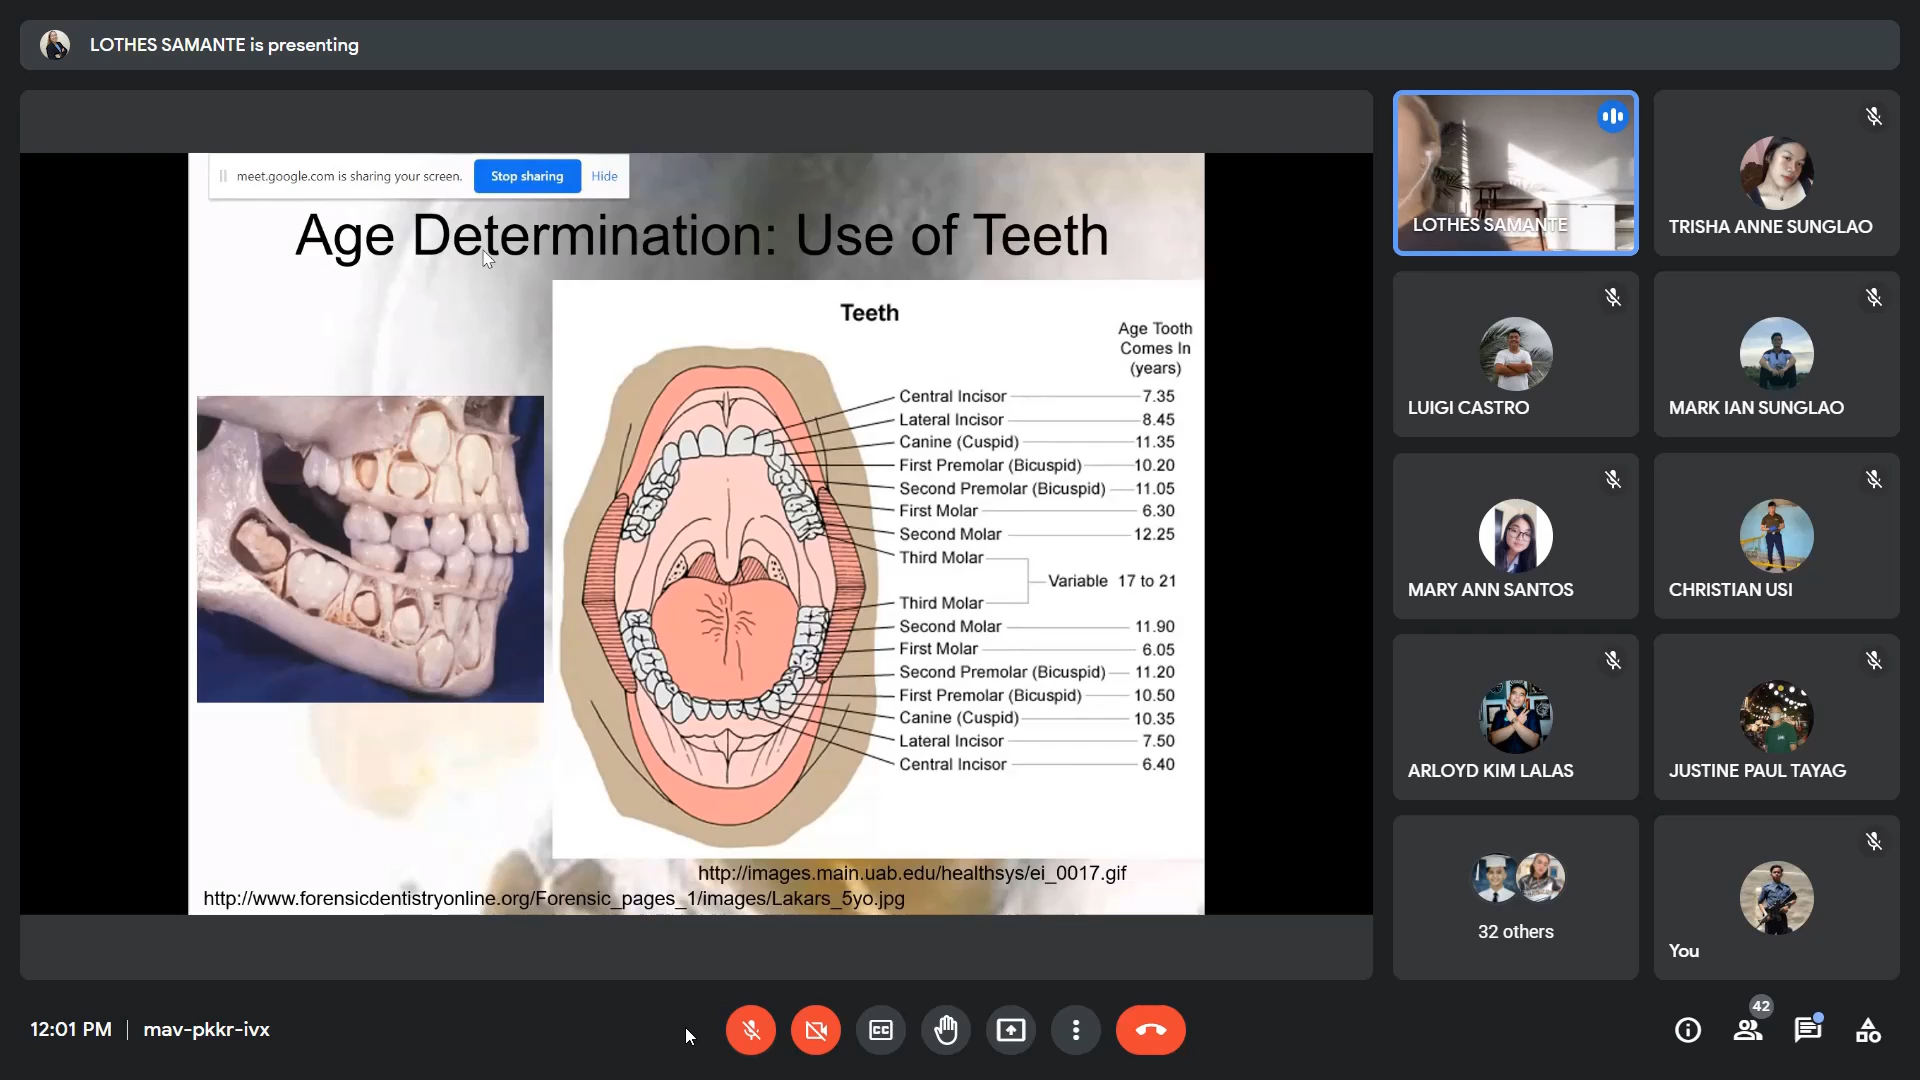 LOTHES SAMANTE is presenting
meet.google.com is sharing your screen. Stop sharing Hide
Age Determination: Use of Teeth
Teeth
Age Tooth
Comes In
(years)
Central Incisor 7.35
Lateral Incisor 8.45
Canine (Cuspid) 11.35
First Premolar (Bicuspid) 10.20
Second Premolar (Bicuspid) 11.05
First Molar 6.30
Second Molar 12.25
Third Molar
Variable 17 to 21
Third Molar
Second Molar 11.90
First Molar 6.05
Second Premolar (Bicuspid) 11.20
First Premolar (Bicuspid) 10.50
Canine (Cuspid) 10.35
Lateral Incisor 7.50
Central Incisor 6.40
http://images.main.uab.edu/healthsys/ei_0017.gif
http://www.forensicdentistryonline.org/Forensic_pages_1/images/Lakars_5yo.jpg
LOTHES SAMANTE
TRISHA ANNE SUNGLAO
LUIGI CASTRO
MARK IAN SUNGLAO
MARY ANN SANTOS
CHRISTIAN USI
ARLOYD KIM LALAS
JUSTINE PAUL TAYAG
32 others
You
12:01 PM | mav-pkkr-ivx
CC
42